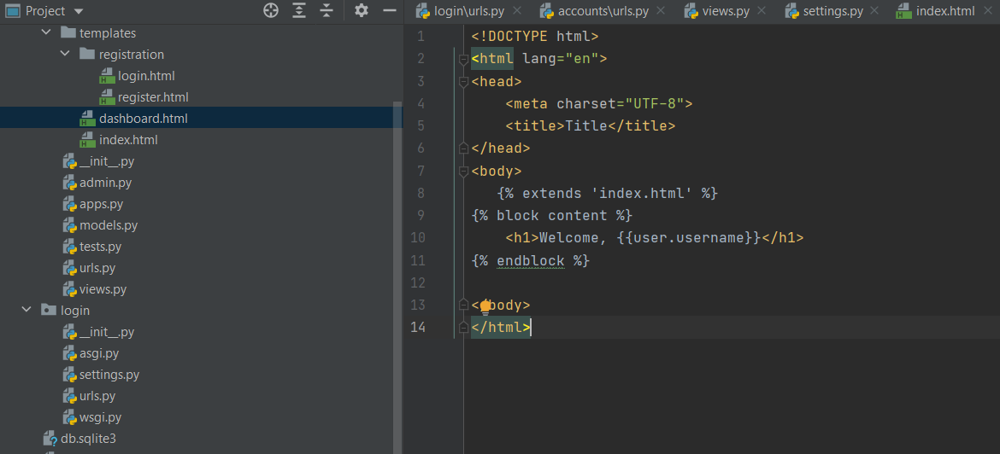 Project
templates
registration
login.html
register.html
dashboard.html
index.html
__init__.py
admin.py
apps.py
models.py
tests.py
urls.py
views.py
login
__init__.py
asgi.py
settings.py
urls.py
wsgi.py
db.sqlite3
login\urls.py
accounts\urls.py
views.py
settings.py
index.html
1 <!DOCTYPE html>
2 <html lang="en">
3 <head>
4 <meta charset="UTF-8">
5 <title>Title</title>
6 </head>
7 <body>
8 {% extends 'index.html' %}
9 {% block content %}
10 <h1>Welcome, {{user.username}}</h1>
11 {% endblock %}
12
13 </body>
14 </html>